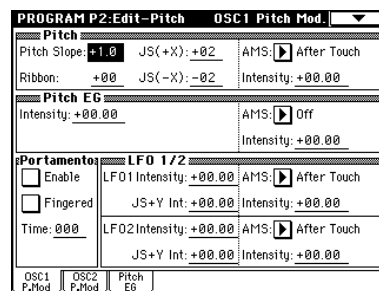 PROGRAM P2:Edit-Pitch OSC1 Pitch Mod.
Pitch
Pitch Slope: +1.0 JS(+X): +02 AMS: After Touch
Ribbon: +00 JS(-X): -02 Intensity: +00.00
Pitch EG
Intensity: +00.00 AMS: Off
Intensity: +00.00
Portamento LFO 1/2
Enable LFO1 Intensity: +00.00 AMS: After Touch
Fingered JS+Y Int: +00.00 Intensity: +00.00
Time: 000 LFO2 Intensity: +00.00 AMS: After Touch
JS+Y Int: +00.00 Intensity: +00.00
OSC1 P.Mod OSC2 P.Mod Pitch EG